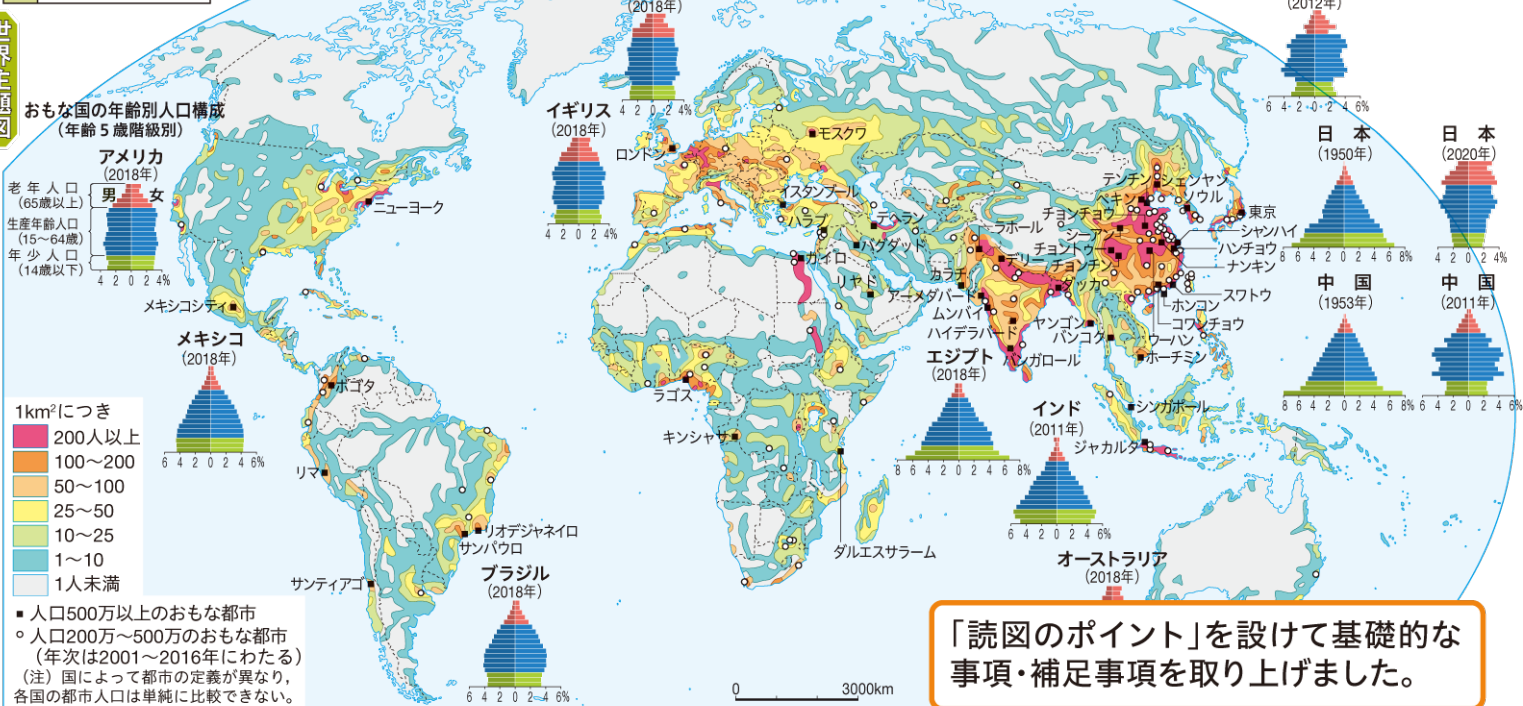 世界主題図
おもな国の年齢別人口構成
(年齢5歳階級別)
アメリカ
(2018年)
老年人口
(65歳以上)
男 女
生産年齢人口
(15〜64歳)
年少人口
(14歳以下)
4 2 0 2 4%
(2018年)
4 2 0 2 4%
イギリス
(2018年)
4 2 0 2 4%
(2012年)
6 4 2 0 2 4 6%
日本
(1950年)
8 6 4 2 0 2 4 6 8%
日本
(2020年)
4 2 0 2 4%
中国
(1953年)
8 6 4 2 0 2 4 6 8%
中国
(2011年)
6 4 2 0 2 4 6%
メキシコ
(2018年)
6 4 2 0 2 4 6%
エジプト
(2018年)
8 6 4 2 0 2 4 6 8%
インド
(2011年)
6 4 2 0 2 4 6%
オーストラリア
(2018年)
ブラジル
(2018年)
6 4 2 0 2 4 6%
ニューヨーク
メキシコシティ
ボゴタ
リマ
リオデジャネイロ
サンパウロ
サンティアゴ
ロンドン
モスクワ
イスタンブール
ハラブ
テヘラン
バグダッド
カイロ
リヤド
ラゴス
キンシャサ
ダルエスサラーム
ラホール
デリー
カラチ
アーメダバード
ムンバイ
ハイデラバード
バンガロール
ダッカ
ヤンゴン
バンコク
ホーチミン
シンガポール
ジャカルタ
テンチン
シェンヤン
ペキン
ソウル
チョンチョウ
シーアン
チョントゥー
チョンチン
東京
シャンハイ
ハンチョウ
ナンキン
スワトウ
ホンコン
コワンチョウ
ウーハン
1km²につき
200人以上
100〜200
50〜100
25〜50
10〜25
1〜10
1人未満
■ 人口500万以上のおもな都市
○ 人口200万〜500万のおもな都市
(年次は2001〜2016年にわたる)
(注) 国によって都市の定義が異なり,
各国の都市人口は単純に比較できない。
0 3000km
「読図のポイント」を設けて基礎的な
事項・補足事項を取り上げました。